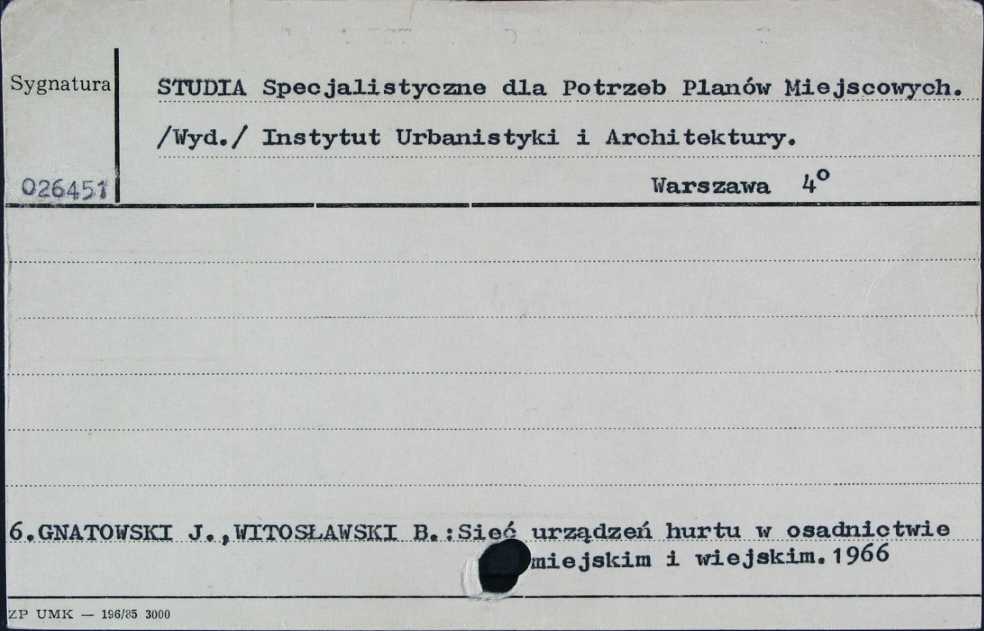 Sygnatura
STUDIA Specjalistyczne dla Potrzeb Planów Miejscowych.
/Wyd./ Instytut Urbanistyki i Architektury.
026451
Warszawa 4º
6.GNATOWSKI J.,WITOSŁAWSKI B.:Sieć urządzeń hurtu w osadnictwie
miejskim i wiejskim.1966
ZP UMK — 196/85 3000